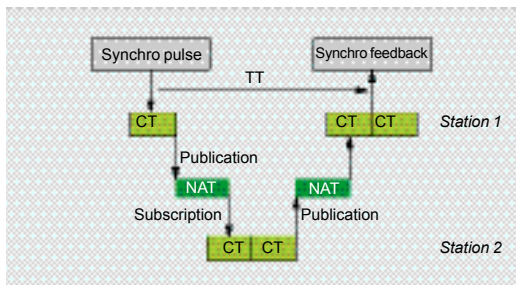 Synchro pulse
Synchro feedback
TT
CT
CT CT
Station 1
Publication
NAT
NAT
Subscription
Publication
CT CT
Station 2